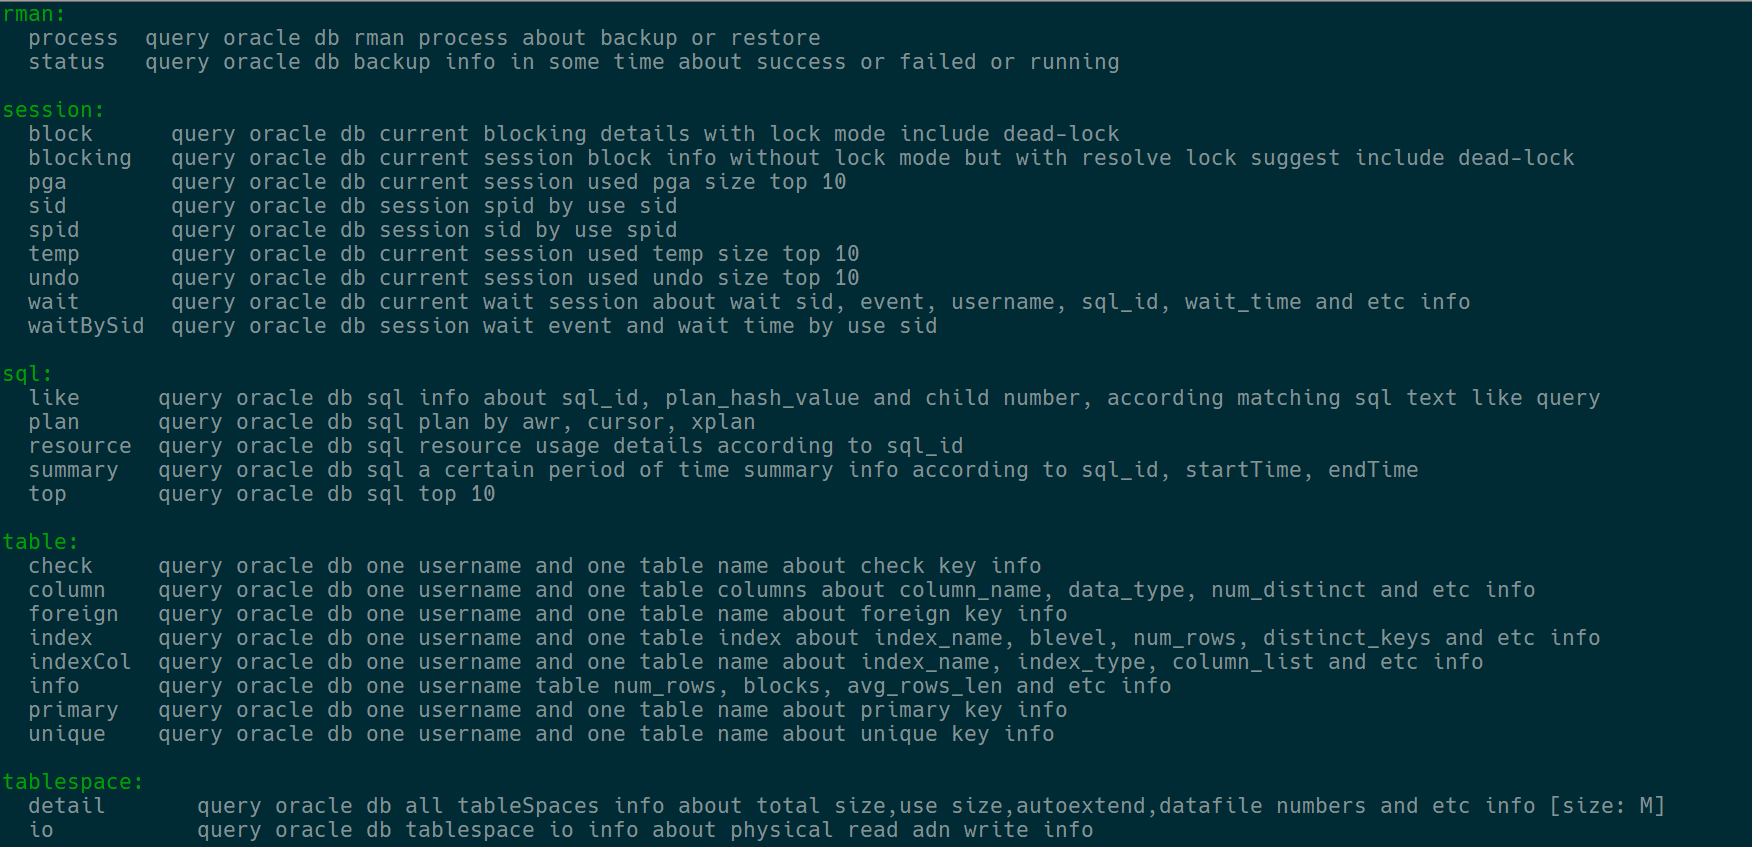 rman:
  process  query oracle db rman process about backup or restore
  status   query oracle db backup info in some time about success or failed or running

session:
  block      query oracle db current blocking details with lock mode include dead-lock
  blocking   query oracle db current session block info without lock mode but with resolve lock suggest include dead-lock
  pga        query oracle db current session used pga size top 10
  sid        query oracle db session spid by use sid
  spid       query oracle db session sid by use spid
  temp       query oracle db current session used temp size top 10
  undo       query oracle db current session used undo size top 10
  wait       query oracle db current wait session about wait sid, event, username, sql_id, wait_time and etc info
  waitBySid  query oracle db session wait event and wait time by use sid

sql:
  like      query oracle db sql info about sql_id, plan_hash_value and child number, according matching sql text like query
  plan      query oracle db sql plan by awr, cursor, xplan
  resource  query oracle db sql resource usage details according to sql_id
  summary   query oracle db sql a certain period of time summary info according to sql_id, startTime, endTime
  top       query oracle db sql top 10

table:
  check     query oracle db one username and one table name about check key info
  column    query oracle db one username and one table columns about column_name, data_type, num_distinct and etc info
  foreign   query oracle db one username and one table name about foreign key info
  index     query oracle db one username and one table index about index_name, blevel, num_rows, distinct_keys and etc info
  indexCol  query oracle db one username and one table name about index_name, index_type, column_list and etc info
  info      query oracle db one username table num_rows, blocks, avg_rows_len and etc info
  primary   query oracle db one username and one table name about primary key info
  unique    query oracle db one username and one table name about unique key info

tablespace:
  detail       query oracle db all tableSpaces info about total size,use size,autoextend,datafile numbers and etc info [size: M]
  io           query oracle db tablespace io info about physical read adn write info